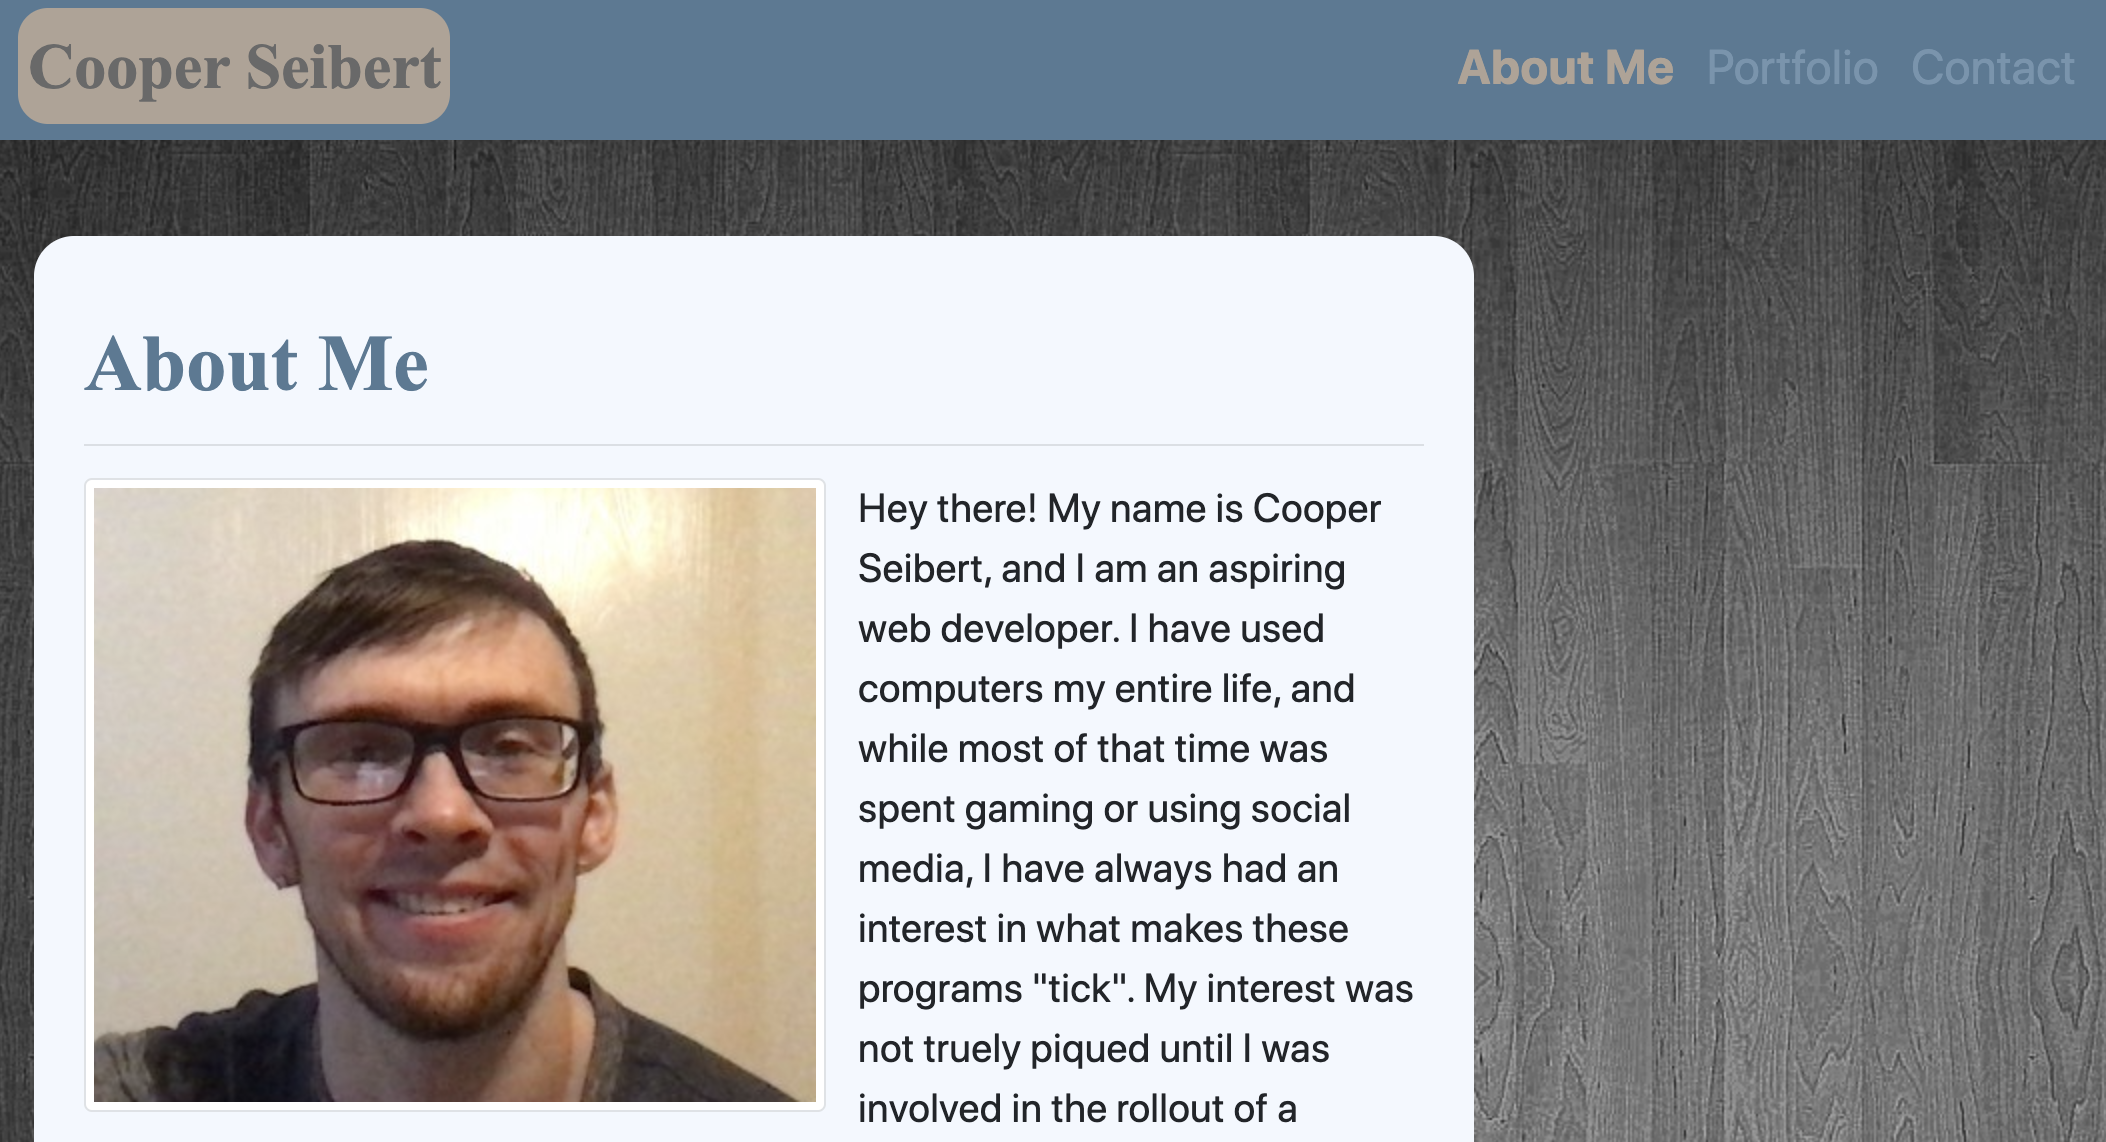 Cooper Seibert
About Me Portfolio Contact
About Me
Hey there! My name is Cooper
Seibert, and I am an aspiring
web developer. I have used
computers my entire life, and
while most of that time was
spent gaming or using social
media, I have always had an
interest in what makes these
programs "tick". My interest was
not truely piqued until I was
involved in the rollout of a